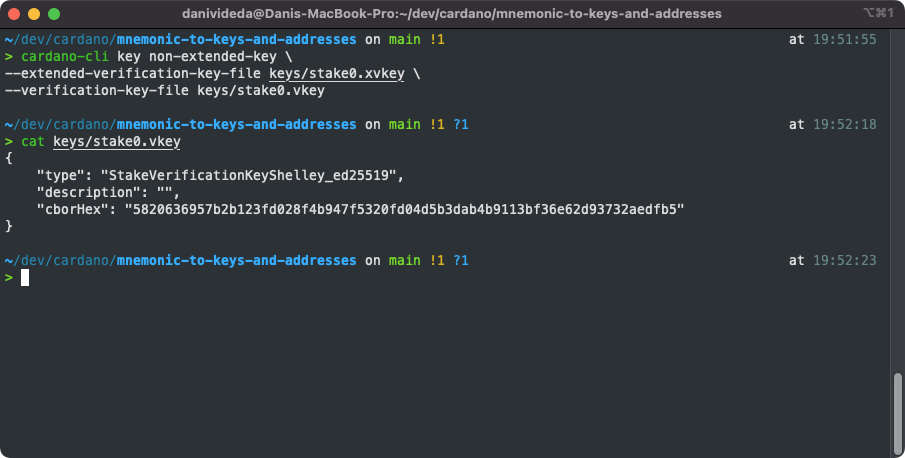 danivideda@Danis-MacBook-Pro:~/dev/cardano/mnemonic-to-keys-and-addresses ⌥⌘1
~/dev/cardano/mnemonic-to-keys-and-addresses on main !1 at 19:51:55
> cardano-cli key non-extended-key \
--extended-verification-key-file keys/stake0.xvkey \
--verification-key-file keys/stake0.vkey
~/dev/cardano/mnemonic-to-keys-and-addresses on main !1 ?1 at 19:52:18
> cat keys/stake0.vkey
{
    "type": "StakeVerificationKeyShelley_ed25519",
    "description": "",
    "cborHex": "5820636957b2b123fd028f4b947f5320fd04d5b3dab4b9113bf36e62d93732aedfb5"
}
~/dev/cardano/mnemonic-to-keys-and-addresses on main !1 ?1 at 19:52:23
>